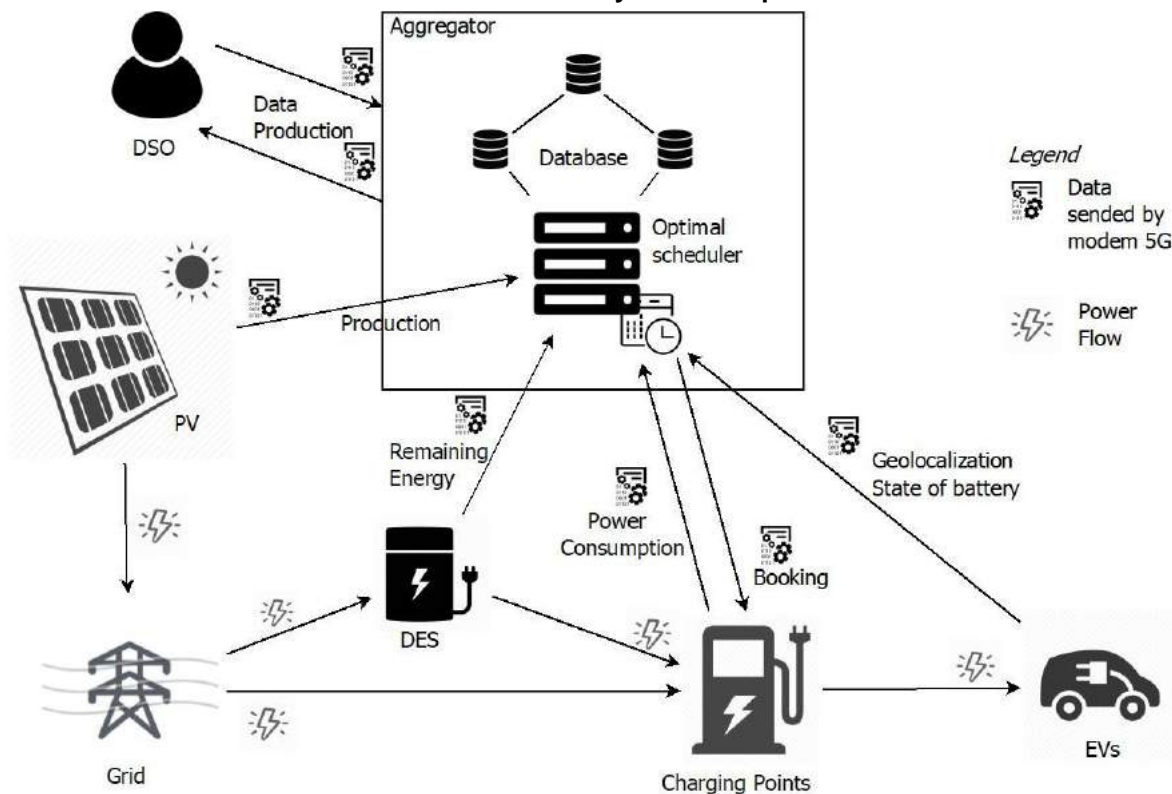 Aggregator
Data
Production
DSO
Database
Optimal
scheduler
Legend
Data
sended by
modem 5G
Power
Flow
Production
PV
Remaining
Energy
Geolocalization
State of battery
Power
Consumption
Booking
DES
Grid
Charging Points
EVs